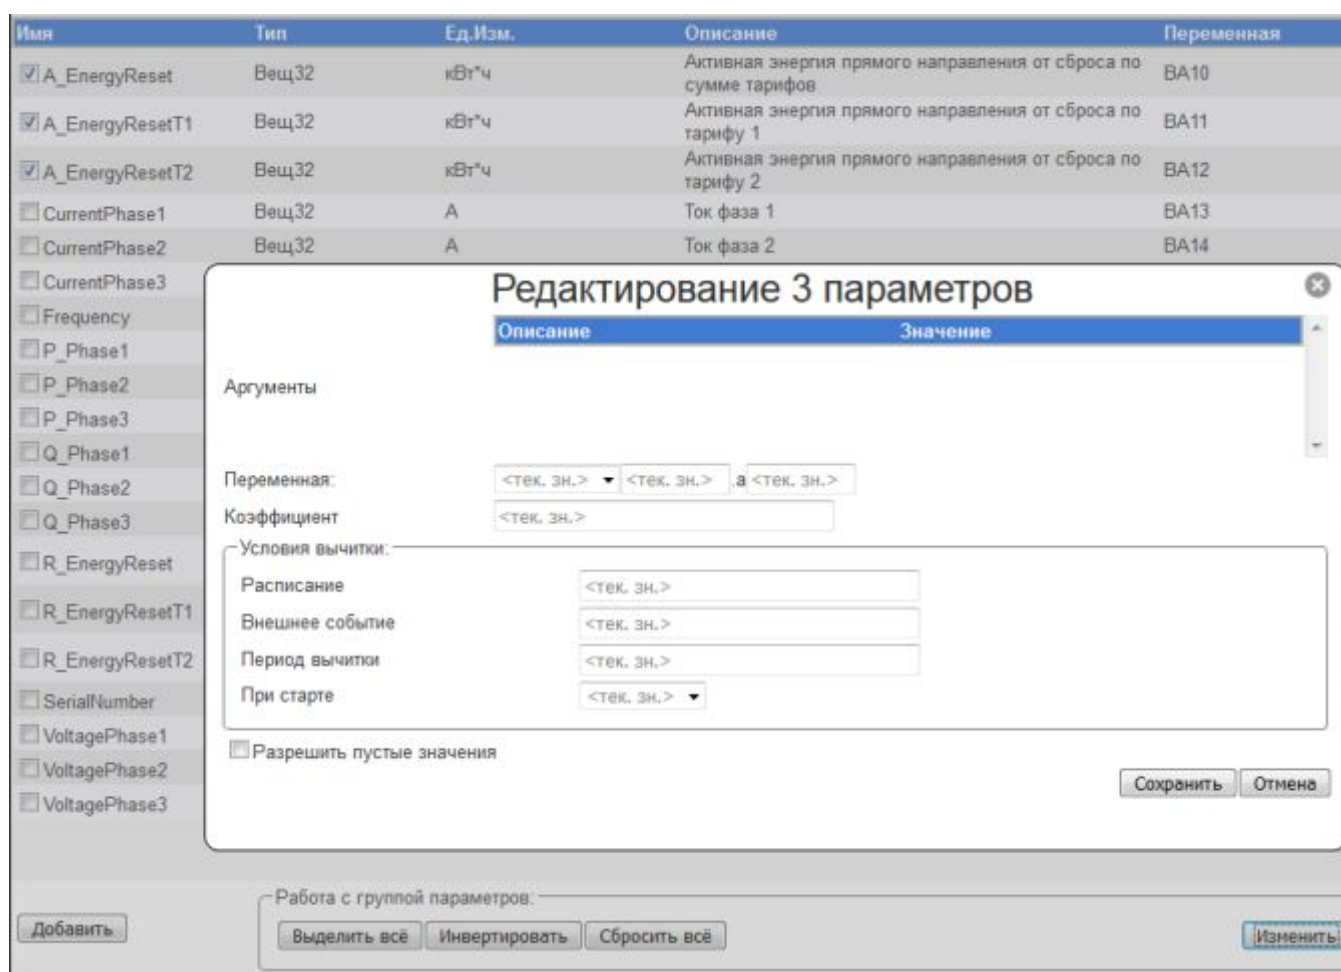 Имя Тип Ед.Изм. Описание Переменная
A_EnergyReset Вещ32 кВт*ч Активная энергия прямого направления от сброса по сумме тарифов BA10
A_EnergyResetT1 Вещ32 кВт*ч Активная энергия прямого направления от сброса по тарифу 1 BA11
A_EnergyResetT2 Вещ32 кВт*ч Активная энергия прямого направления от сброса по тарифу 2 BA12
CurrentPhase1 Вещ32 А Ток фаза 1 BA13
CurrentPhase2 Вещ32 А Ток фаза 2 BA14
CurrentPhase3
Frequency
P_Phase1
P_Phase2
P_Phase3
Q_Phase1
Q_Phase2
Q_Phase3
R_EnergyReset
R_EnergyResetT1
R_EnergyResetT2
SerialNumber
VoltagePhase1
VoltagePhase2
VoltagePhase3
Редактирование 3 параметров
Описание Значение
Аргументы
Переменная: <тек. зн.> <тек. зн.> .a <тек. зн.>
Коэффициент <тек. зн.>
Условия вычитки:
Расписание <тек. зн.>
Внешнее событие <тек. зн.>
Период вычитки <тек. зн.>
При старте <тек. зн.>
Разрешить пустые значения
Сохранить Отмена
Работа с группой параметров:
Добавить Выделить всё Инвертировать Сбросить всё Изменить